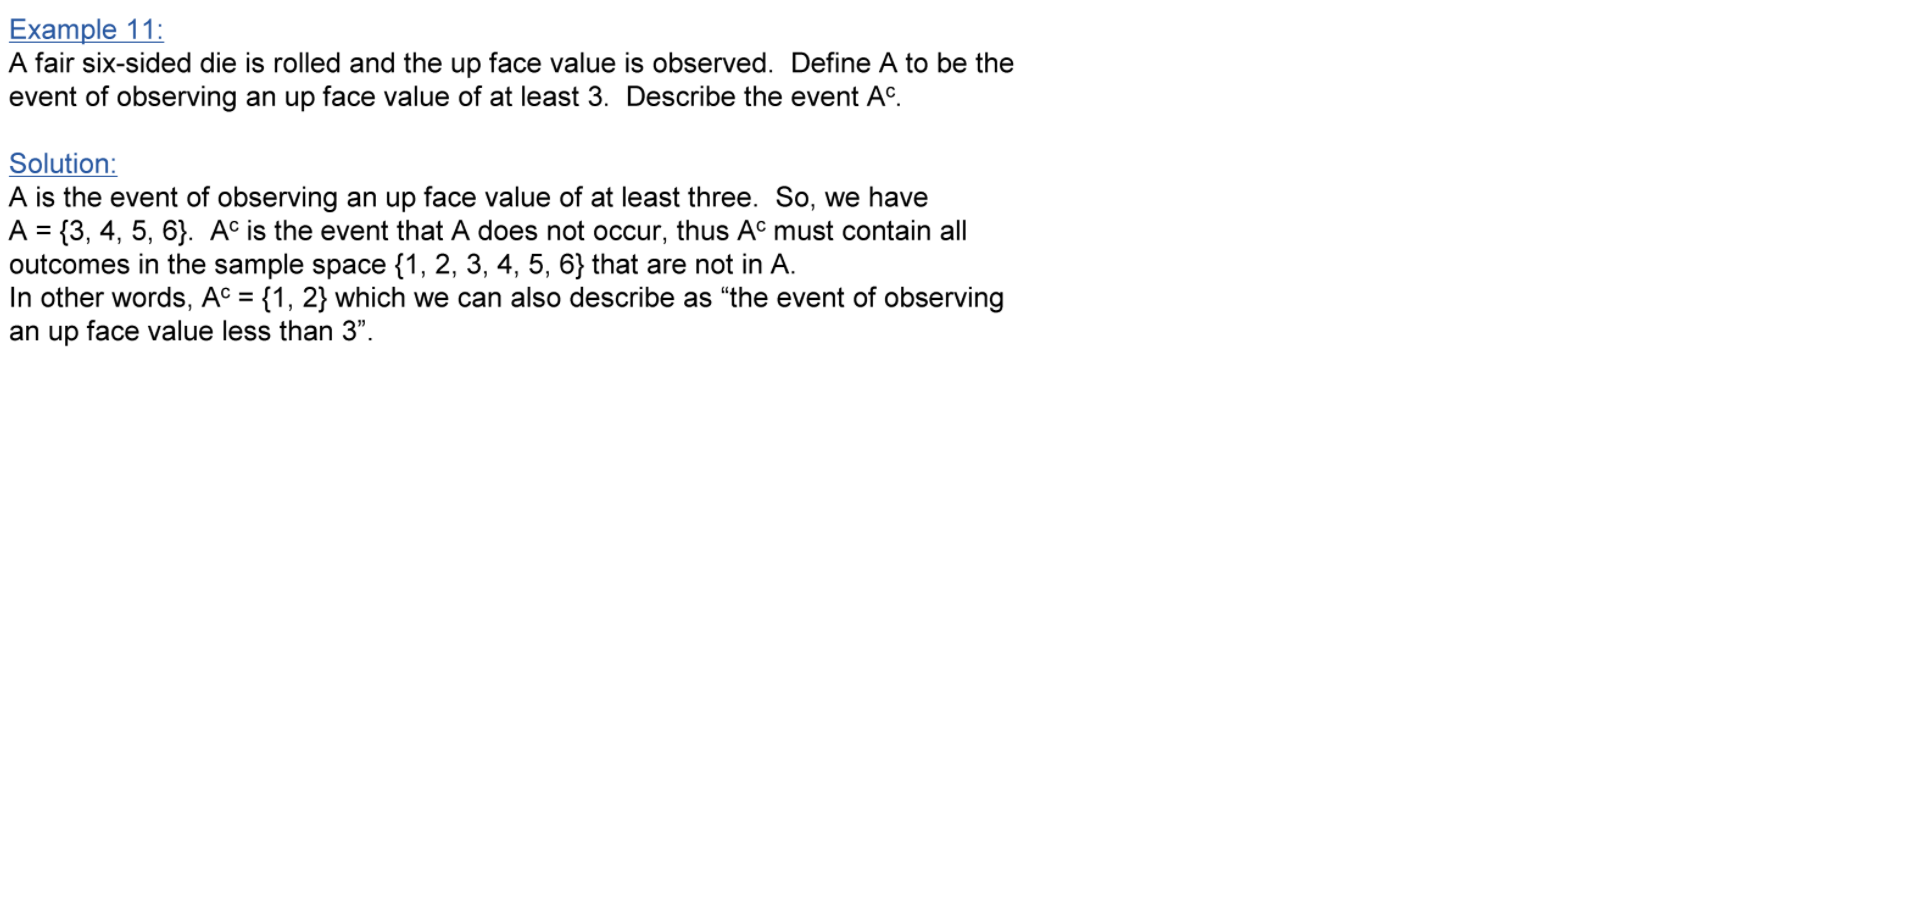 Example 11:
A fair six-sided die is rolled and the up face value is observed.  Define A to be the
event of observing an up face value of at least 3.  Describe the event Aᶜ.
Solution:
A is the event of observing an up face value of at least three.  So, we have
A = {3, 4, 5, 6}.  Aᶜ is the event that A does not occur, thus Aᶜ must contain all
outcomes in the sample space {1, 2, 3, 4, 5, 6} that are not in A.
In other words, Aᶜ = {1, 2} which we can also describe as “the event of observing
an up face value less than 3”.